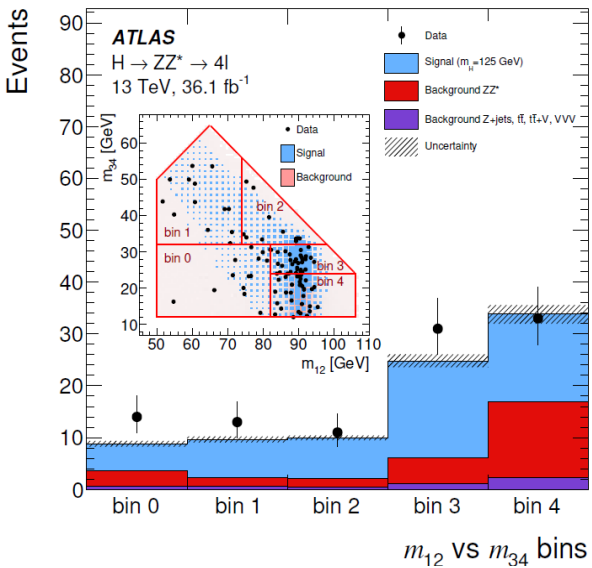 Events
90
80
70
60
50
40
30
20
10
0
ATLAS
H → ZZ* → 4l
13 TeV, 36.1 fb⁻¹
Data
Signal (m_H=125 GeV)
Background ZZ*
Background Z+jets, tt̄, tt̄+V, VVV
Uncertainty
m₃₄ [GeV]
60
50
40
30
20
10
Data
Signal
Background
bin 2
bin 1
bin 0
bin 3
bin 4
50 60 70 80 90 100 110
m₁₂ [GeV]
bin 0 bin 1 bin 2 bin 3 bin 4
m₁₂ vs m₃₄ bins